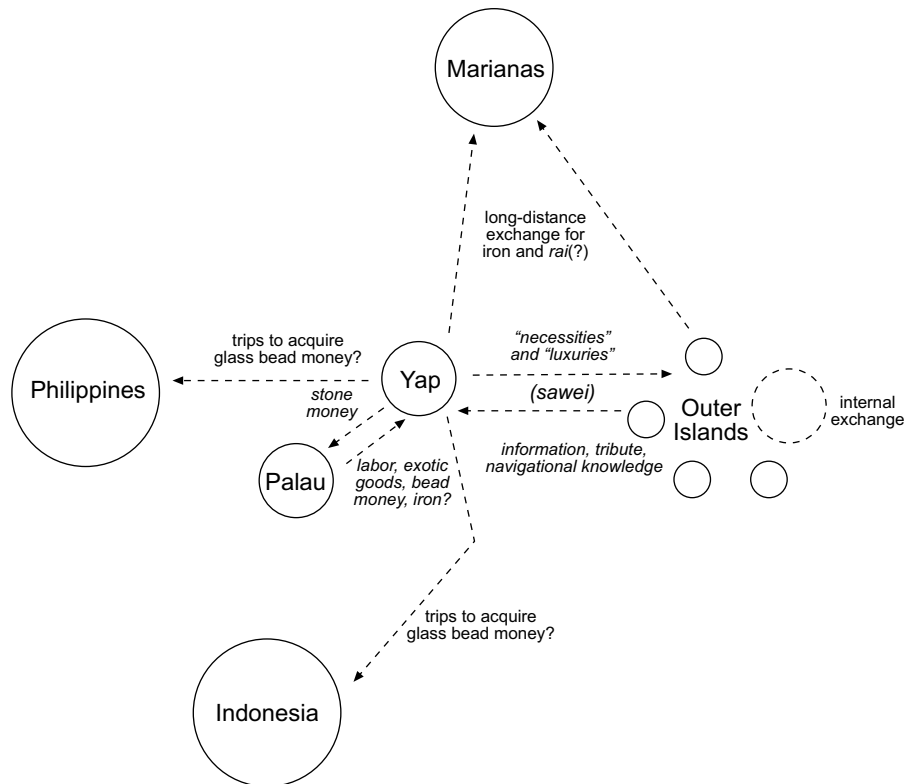 Marianas
long-distance
exchange for
iron and rai(?)
trips to acquire
glass bead money?
“necessities”
and “luxuries”
Philippines
Yap
(sawei)
stone
money
Outer
Islands
internal
exchange
Palau
labor, exotic
goods, bead
money, iron?
information, tribute,
navigational knowledge
trips to acquire
glass bead money?
Indonesia